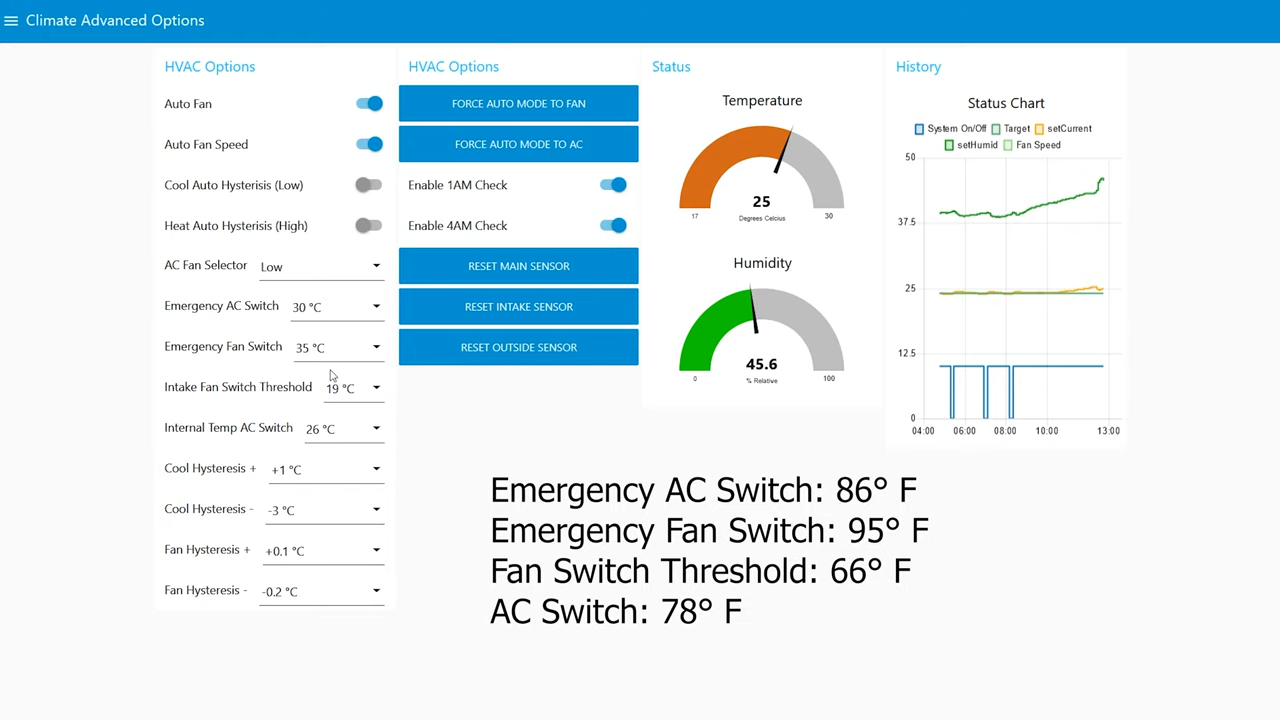 Climate Advanced Options
HVAC Options
Auto Fan
Auto Fan Speed
Cool Auto Hysterisis (Low)
Heat Auto Hysterisis (High)
AC Fan Selector Low
Emergency AC Switch 30 °C
Emergency Fan Switch 35 °C
Intake Fan Switch Threshold 19 °C
Internal Temp AC Switch 26 °C
Cool Hysteresis + +1 °C
Cool Hysteresis - -3 °C
Fan Hysteresis + +0.1 °C
Fan Hysteresis - -0.2 °C
HVAC Options
FORCE AUTO MODE TO FAN
FORCE AUTO MODE TO AC
Enable 1AM Check
Enable 4AM Check
RESET MAIN SENSOR
RESET INTAKE SENSOR
RESET OUTSIDE SENSOR
Status
Temperature
25
Degrees Celcius
17 30
Humidity
45.6
% Relative
0 100
History
Status Chart
System On/Off Target setCurrent
setHumid Fan Speed
50
37.5
25
12.5
0
04:00 06:00 08:00 10:00 13:00
Emergency AC Switch: 86° F
Emergency Fan Switch: 95° F
Fan Switch Threshold: 66° F
AC Switch: 78° F